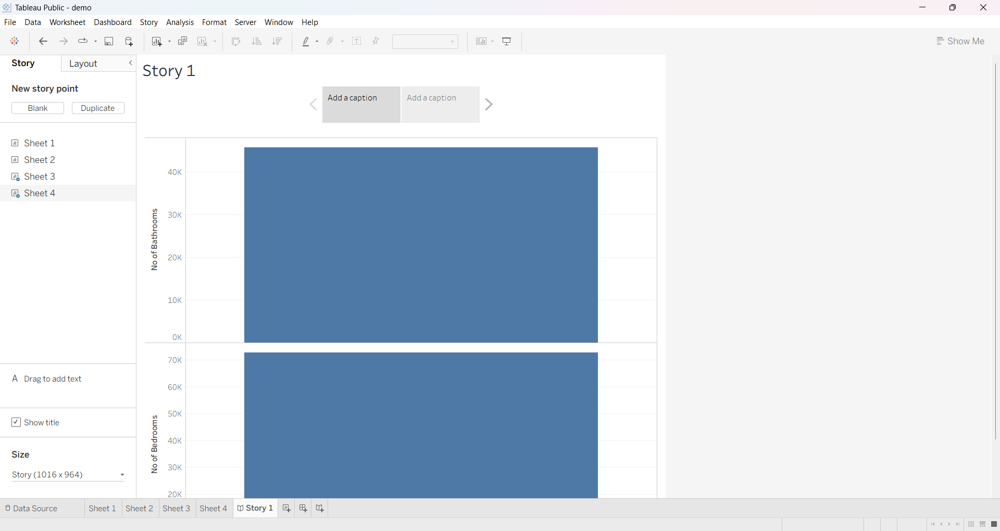 Tableau Public - demo
File Data Worksheet Dashboard Story Analysis Format Server Window Help
Show Me
Story Layout
New story point
Blank Duplicate
Sheet 1
Sheet 2
Sheet 3
Sheet 4
A Drag to add text
Show title
Size
Story (1016 x 964)
Story 1
Add a caption Add a caption
No of Bathrooms
40K
30K
20K
10K
0K
No of Bedrooms
70K
60K
50K
40K
30K
20K
Data Source Sheet 1 Sheet 2 Sheet 3 Sheet 4 Story 1